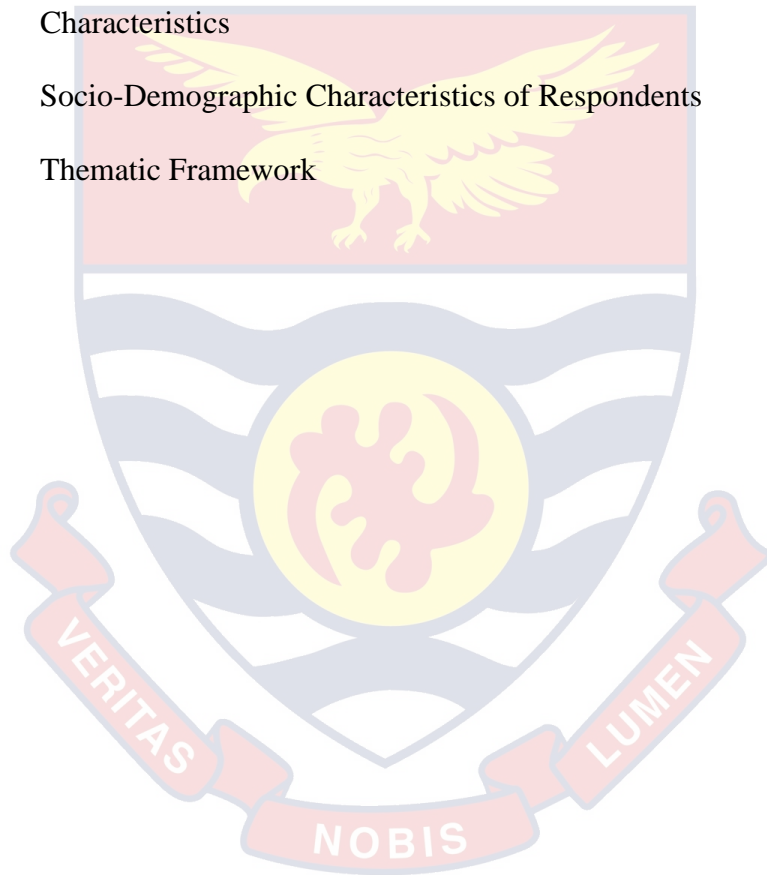 Characteristics
Socio-Demographic Characteristics of Respondents
Thematic Framework
VERITAS
NOBIS
LUMEN